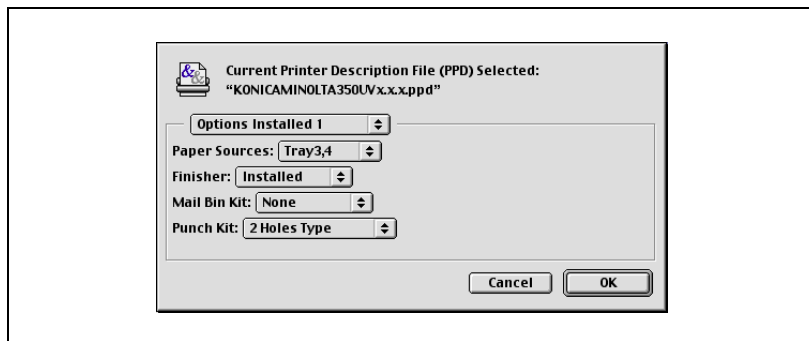 Current Printer Description File (PPD) Selected:
“KONICAMINOLTA350UVx.x.x.ppd”
Options Installed 1
Paper Sources: Tray3,4
Finisher: Installed
Mail Bin Kit: None
Punch Kit: 2 Holes Type
Cancel OK